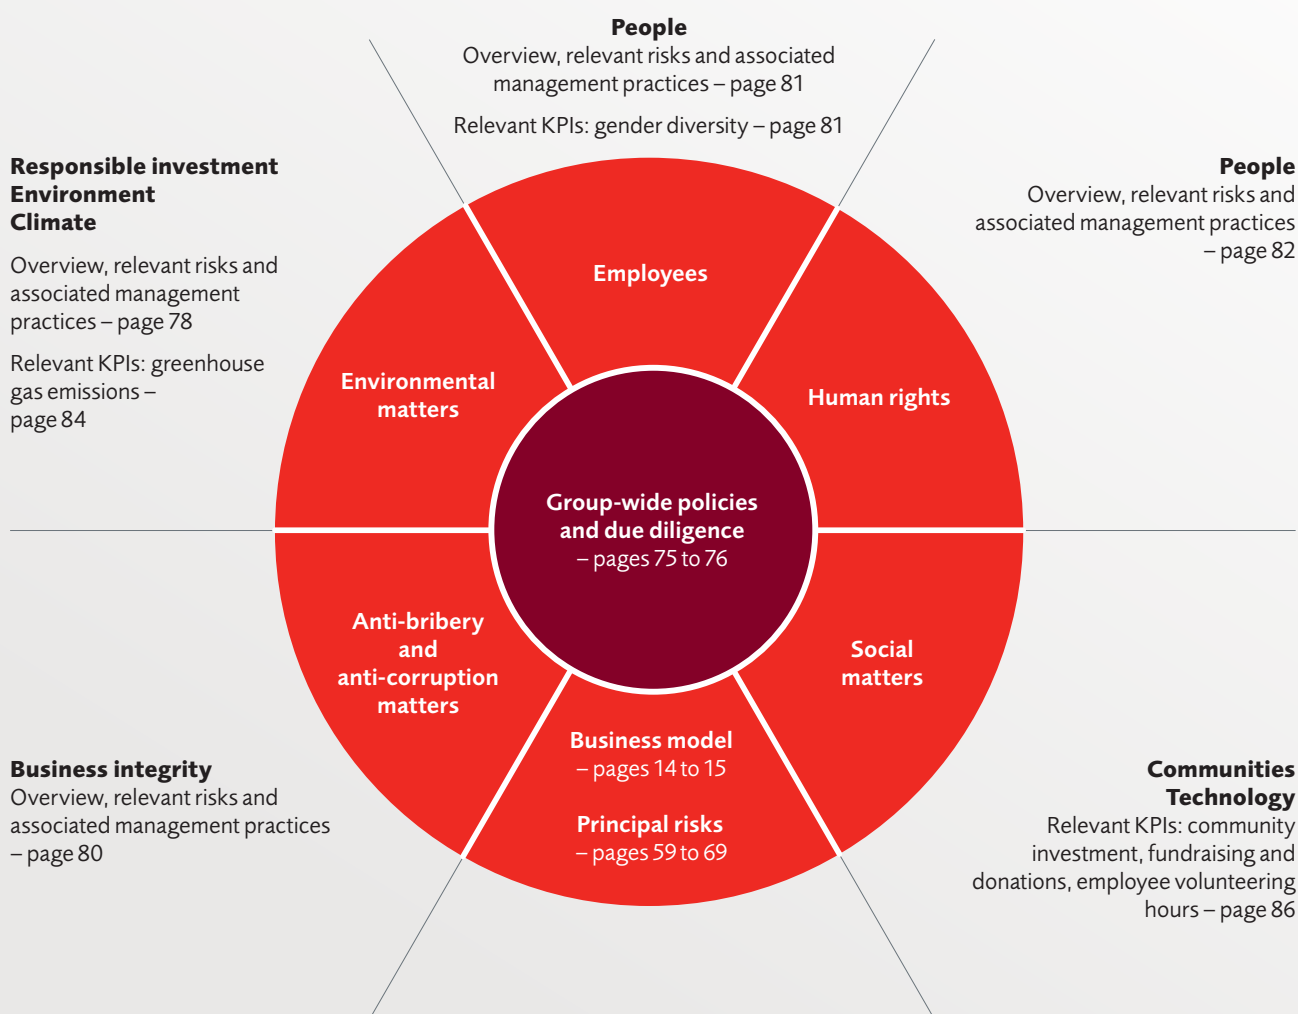 People
Overview, relevant risks and associated
management practices – page 81
Relevant KPIs: gender diversity – page 81
Responsible investment
Environment
Climate
Overview, relevant risks and
associated management
practices – page 78
Relevant KPIs: greenhouse
gas emissions –
page 84
People
Overview, relevant risks and
associated management practices
– page 82
Employees
Environmental
matters
Human rights
Group-wide policies
and due diligence
– pages 75 to 76
Anti-bribery
and
anti-corruption
matters
Social
matters
Business model
– pages 14 to 15
Principal risks
– pages 59 to 69
Business integrity
Overview, relevant risks and
associated management practices
– page 80
Communities
Technology
Relevant KPIs: community
investment, fundraising and
donations, employee volunteering
hours – page 86